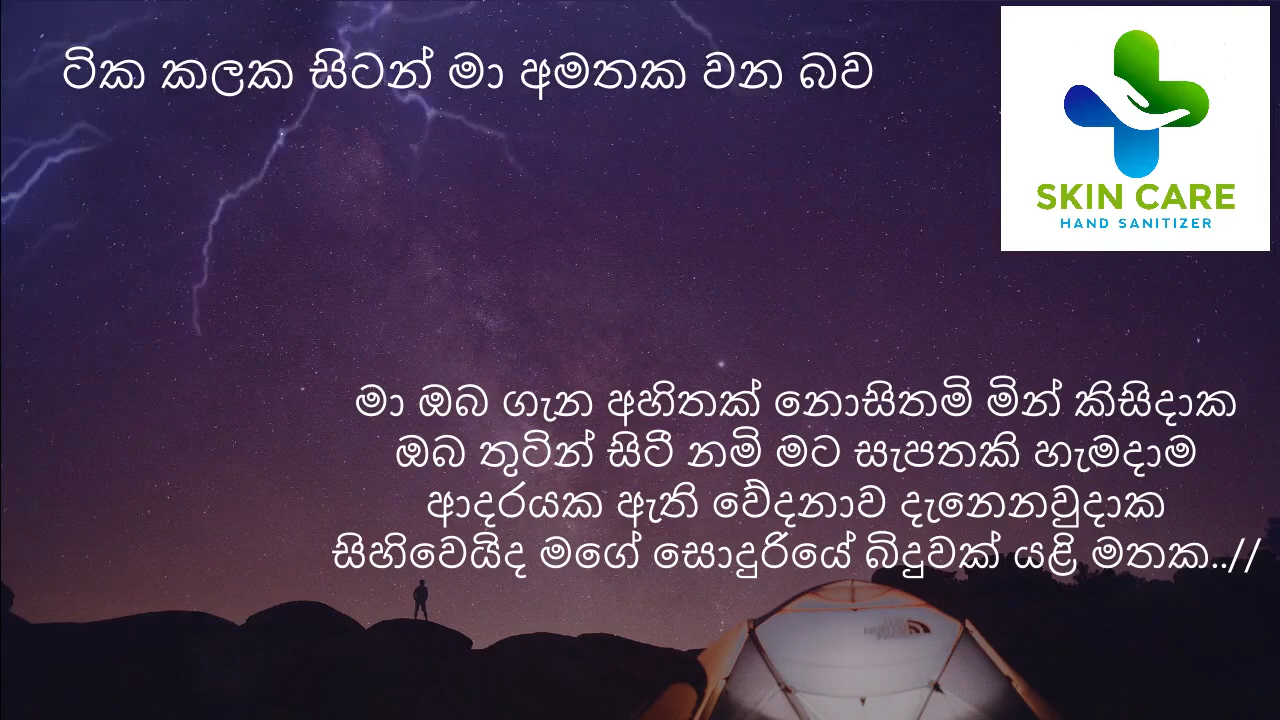 ටික කලක සිටන් මා අමතක වන බව
SKIN CARE
HAND SANITIZER
මා ඔබ ගැන අහිතක් නොසිතමි මින් කිසිදාක
ඔබ තුටින් සිටී නමි මට සැපතකි හැමදාම
ආදරයක ඇති වේදනාව දැනෙනවුදාක
සිහිවෙයිද මගේ සොදුරියේ බිදුවක් යළි මතක..//